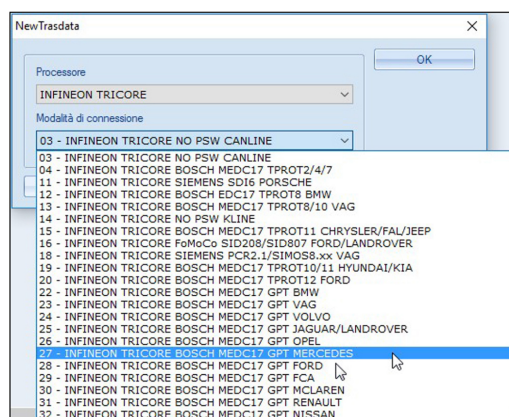 NewTrasdata
OK
Processore
INFINEON TRICORE
Modalità di connessione
03 - INFINEON TRICORE NO PSW CANLINE
03 - INFINEON TRICORE NO PSW CANLINE
04 - INFINEON TRICORE BOSCH MEDC17 TPROT2/4/7
11 - INFINEON TRICORE SIEMENS SDI6 PORSCHE
12 - INFINEON TRICORE BOSCH EDC17 TPROT8 BMW
13 - INFINEON TRICORE BOSCH MEDC17 TPROT8/10 VAG
14 - INFINEON TRICORE NO PSW KLINE
15 - INFINEON TRICORE BOSCH MEDC17 TPROT11 CHRYSLER/FAL/JEEP
16 - INFINEON TRICORE FoMoCo SID208/SID807 FORD/LANDROVER
18 - INFINEON TRICORE SIEMENS PCR2.1/SIMOS8.xx VAG
19 - INFINEON TRICORE BOSCH MEDC17 TPROT10/11 HYUNDAI/KIA
20 - INFINEON TRICORE BOSCH MEDC17 TPROT12 FORD
22 - INFINEON TRICORE BOSCH MEDC17 GPT BMW
23 - INFINEON TRICORE BOSCH MEDC17 GPT VAG
24 - INFINEON TRICORE BOSCH MEDC17 GPT VOLVO
25 - INFINEON TRICORE BOSCH MEDC17 GPT JAGUAR/LANDROVER
26 - INFINEON TRICORE BOSCH MEDC17 GPT OPEL
27 - INFINEON TRICORE BOSCH MEDC17 GPT MERCEDES
28 - INFINEON TRICORE BOSCH MEDC17 GPT FORD
29 - INFINEON TRICORE BOSCH MEDC17 GPT FCA
30 - INFINEON TRICORE BOSCH MEDC17 GPT MCLAREN
31 - INFINEON TRICORE BOSCH MEDC17 GPT RENAULT
32 - INFINEON TRICORE BOSCH MEDC17 GPT NISSAN